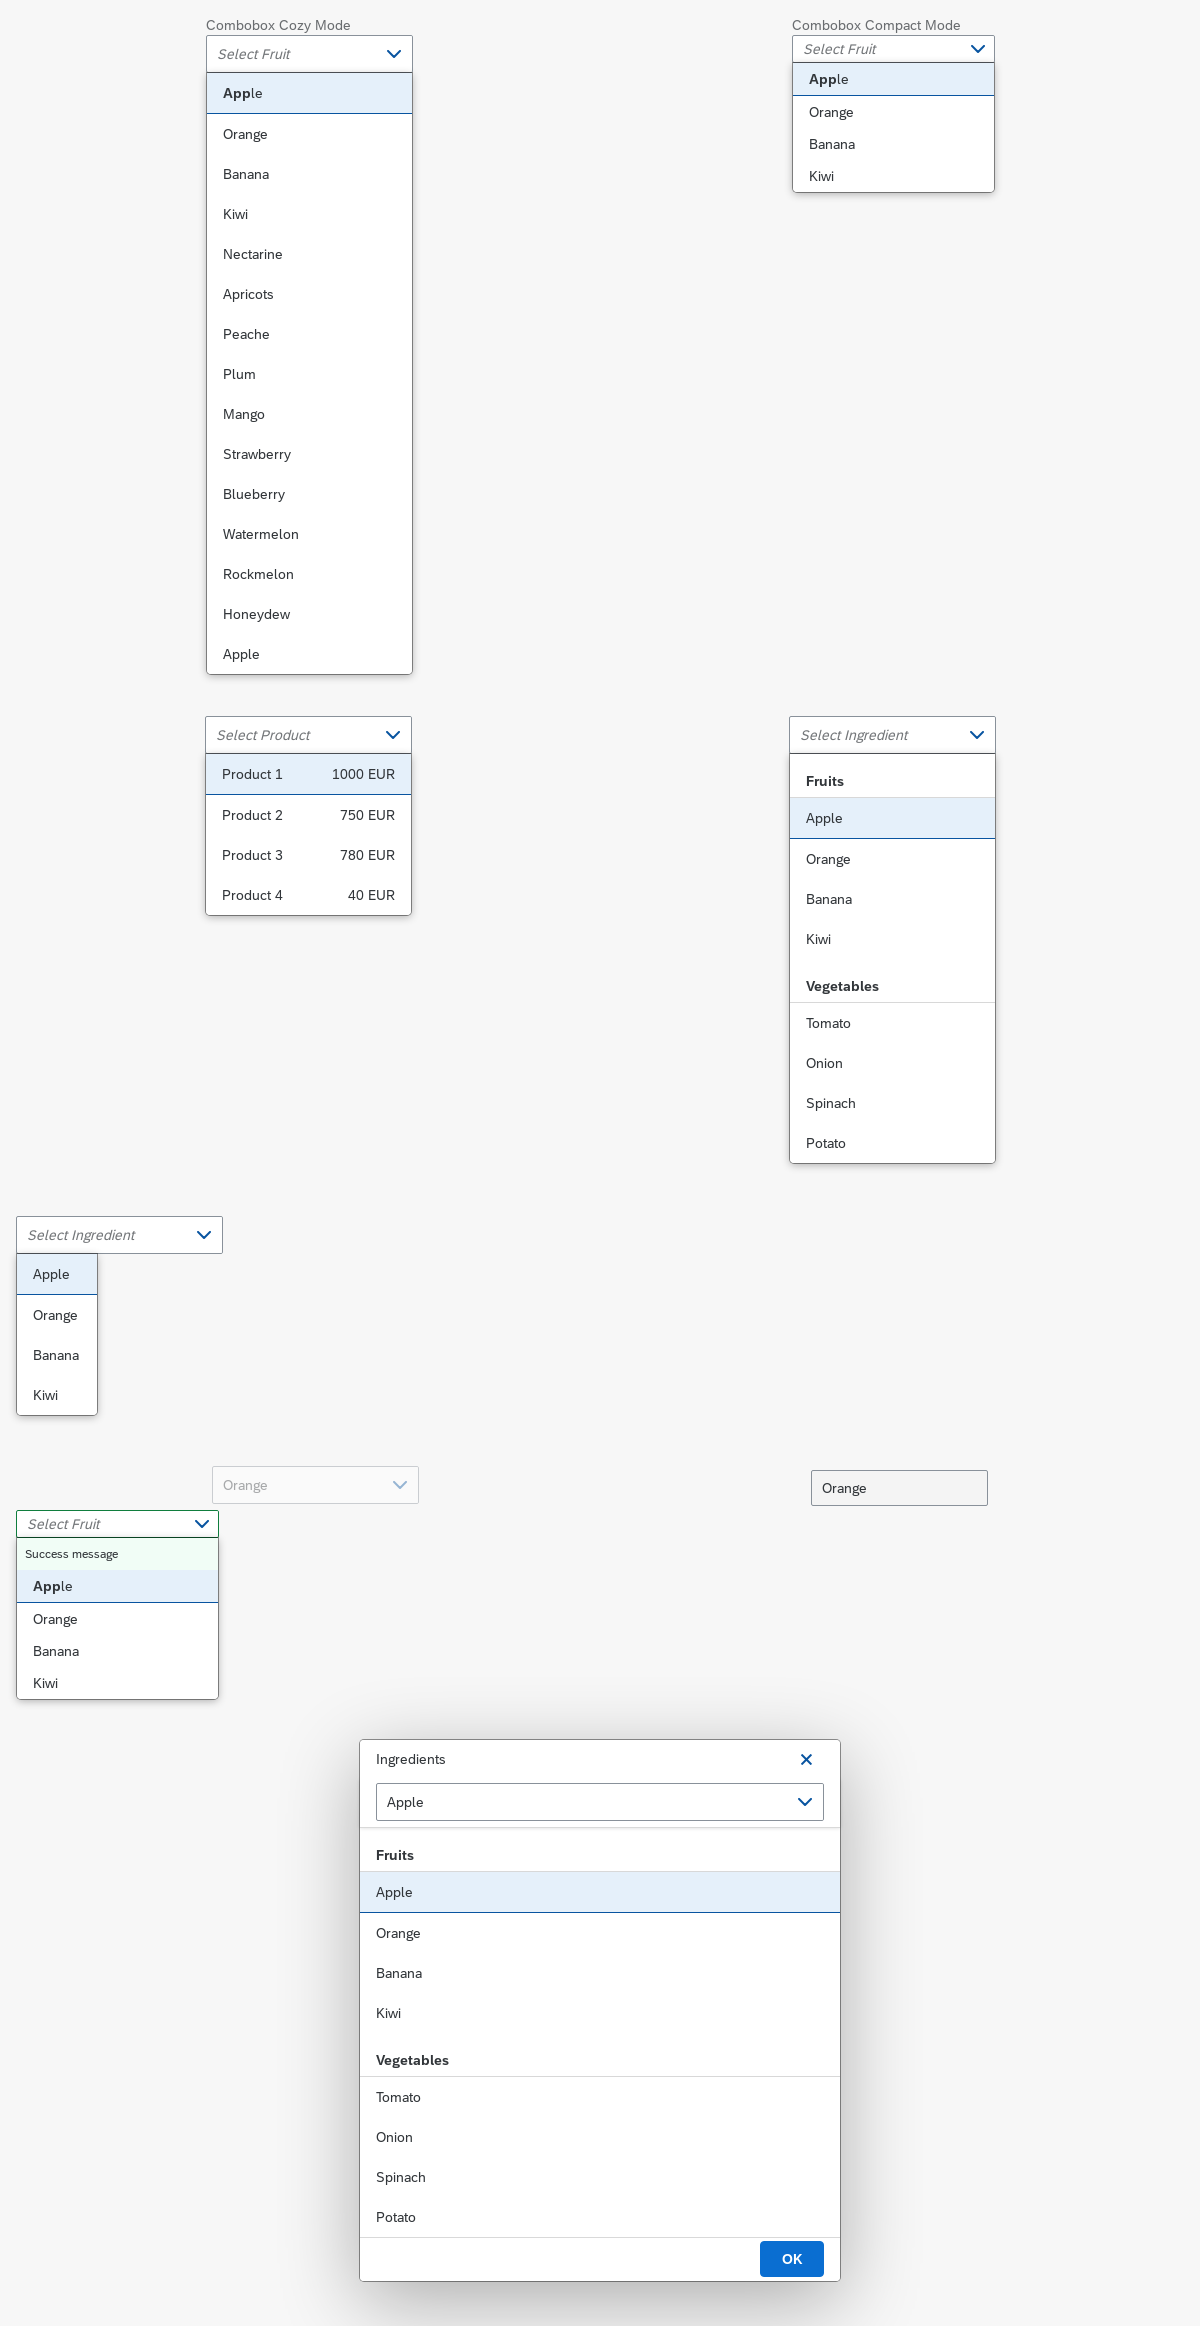 Combobox Cozy Mode
Select Fruit
Apple
Orange
Banana
Kiwi
Nectarine
Apricots
Peache
Plum
Mango
Strawberry
Blueberry
Watermelon
Rockmelon
Honeydew
Apple
Combobox Compact Mode
Select Fruit
Apple
Orange
Banana
Kiwi
Select Product
Product 1 1000 EUR
Product 2 750 EUR
Product 3 780 EUR
Product 4 40 EUR
Select Ingredient
Fruits
Apple
Orange
Banana
Kiwi
Vegetables
Tomato
Onion
Spinach
Potato
Select Ingredient
Apple
Orange
Banana
Kiwi
Orange
Orange
Select Fruit
Success message
Apple
Orange
Banana
Kiwi
Ingredients
Apple
Fruits
Apple
Orange
Banana
Kiwi
Vegetables
Tomato
Onion
Spinach
Potato
OK